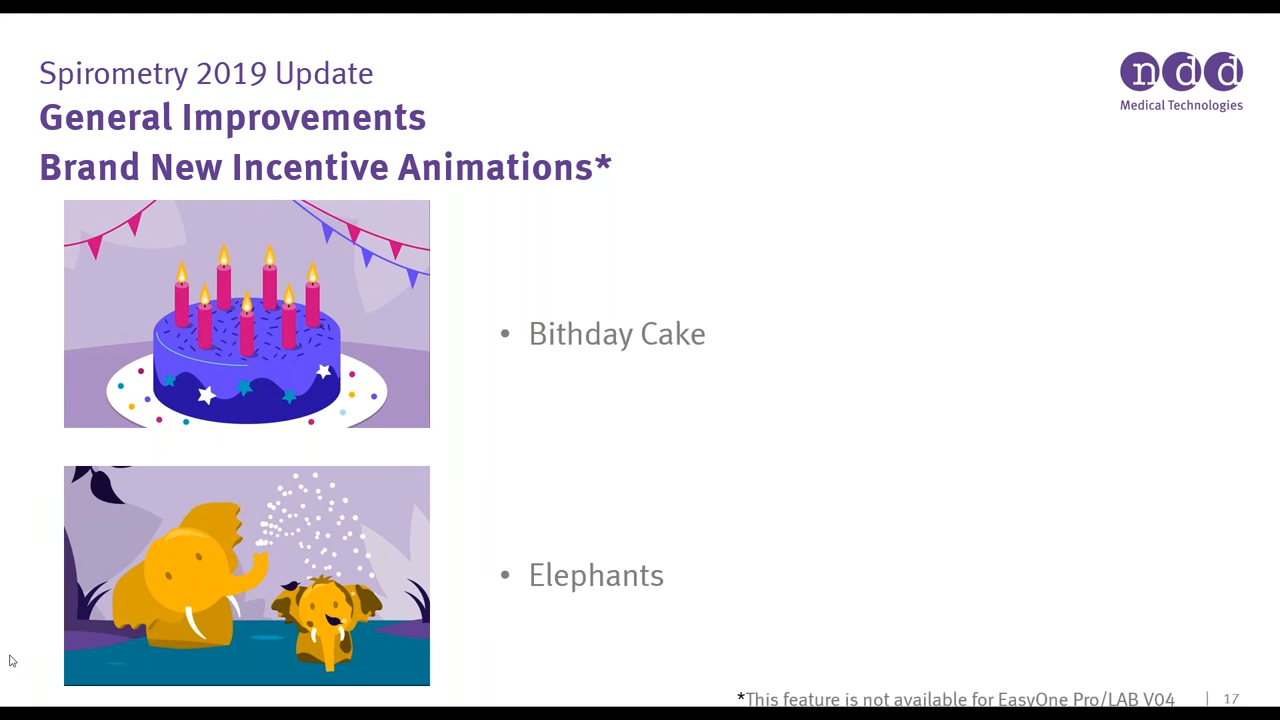 Spirometry 2019 Update
General Improvements
Brand New Incentive Animations*
ndd
Medical Technologies
• Bithday Cake
• Elephants
*This feature is not available for EasyOne Pro/LAB V04 | 17